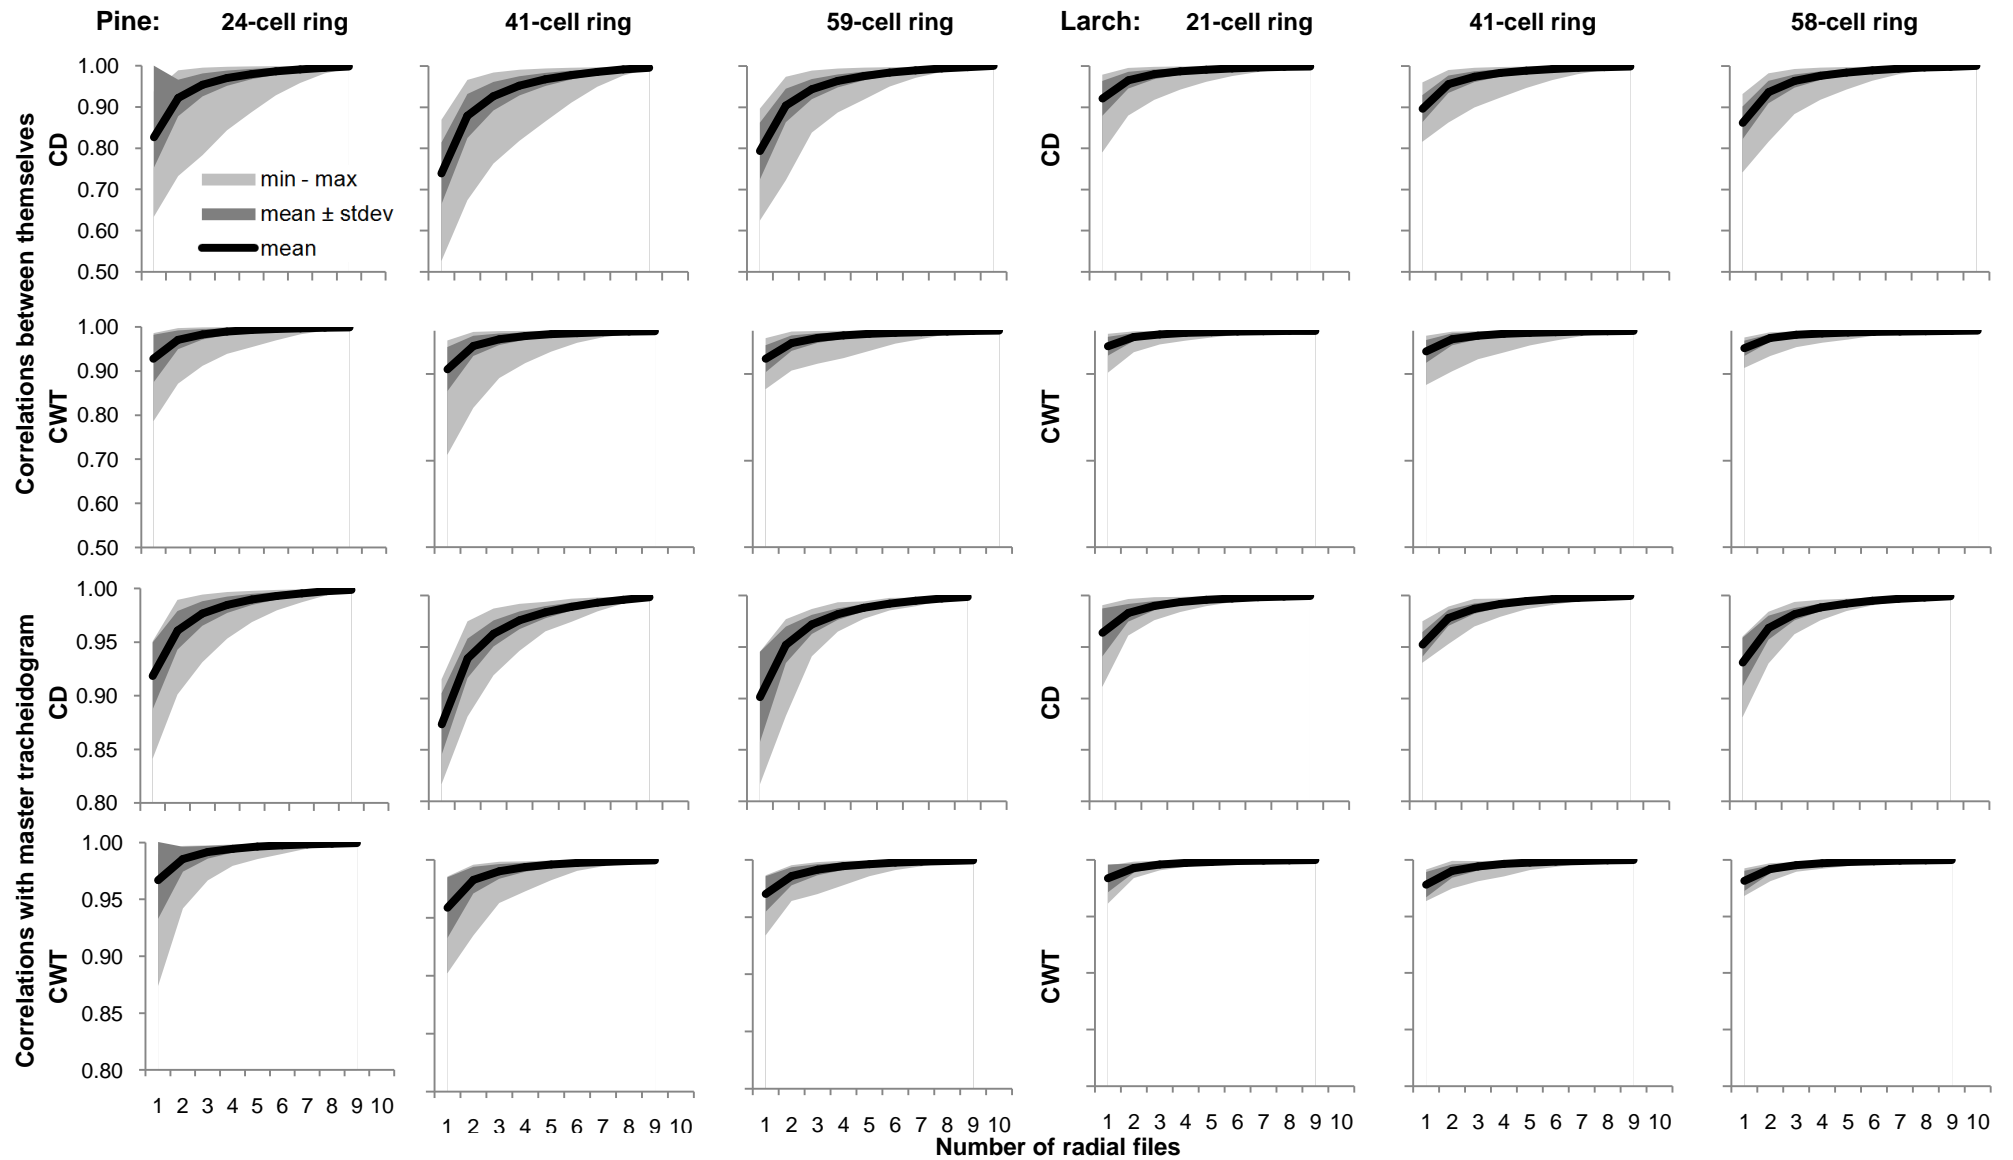 Pine: 24-cell ring 41-cell ring 59-cell ring Larch: 21-cell ring 41-cell ring 58-cell ring
Correlations between themselves
CD
1.00
0.90
0.80
0.70
0.60
0.50
min - max
mean ± stdev
mean
CD
CWT
1.00
0.90
0.80
0.70
0.60
0.50
CWT
Correlations with master tracheidogram
CD
1.00
0.95
0.90
0.85
0.80
CD
CWT
1.00
0.95
0.90
0.85
0.80
CWT
1 2 3 4 5 6 7 8 9 10
1 2 3 4 5 6 7 8 9 10
1 2 3 4 5 6 7 8 9 10
1 2 3 4 5 6 7 8 9 10
1 2 3 4 5 6 7 8 9 10
1 2 3 4 5 6 7 8 9 10
Number of radial files